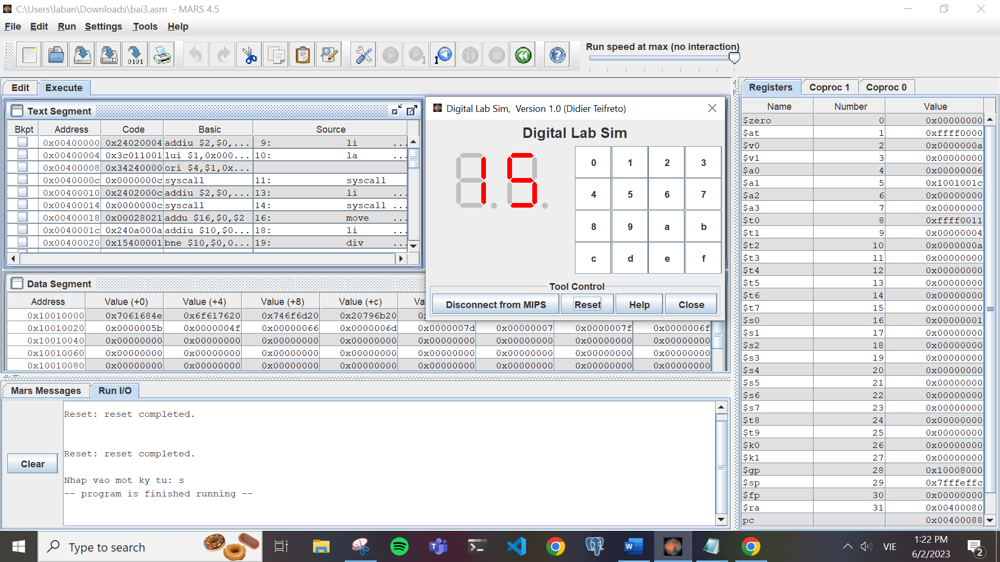 C:\Users\laban\Downloads\bai3.asm - MARS 4.5
File Edit Run Settings Tools Help
Run speed at max (no interaction)
Edit Execute
Text Segment
Bkpt Address Code Basic Source
0x00400000 0x24020004 addiu $2,$0,... 9: li ...
0x00400004 0x3c011001 lui $1,0x000... 10: la ...
0x00400008 0x34240000 ori $4,$1,0x...
0x0040000c 0x0000000c syscall 11: syscall
0x00400010 0x2402000c addiu $2,$0,... 13: li ...
0x00400014 0x0000000c syscall 14: syscall ...
0x00400018 0x00028021 addu $16,$0,$2 16: move ...
0x0040001c 0x240a000a addiu $10,$0... 18: li ...
0x00400020 0x15400001 bne $10,$0,0... 19: div ...
Data Segment
Address Value (+0) Value (+4) Value (+8) Value (+c) Va
0x10010000 0x7061684e 0x6f617620 0x746f6d20 0x20796b20 0x
0x10010020 0x0000005b 0x0000004f 0x00000066 0x0000006d 0x0000007d 0x00000007 0x0000007f 0x0000006f
0x10010040 0x00000000 0x00000000 0x00000000 0x00000000 0x00000000 0x00000000 0x00000000 0x00000000
0x10010060 0x00000000 0x00000000 0x00000000 0x00000000 0x00000000 0x00000000 0x00000000 0x00000000
0x10010080 0x00000000 0x00000000 0x00000000 0x00000000 0x00000000 0x00000000 0x00000000 0x00000000
Digital Lab Sim, Version 1.0 (Didier Teifreto)
Digital Lab Sim
15
0 1 2 3
4 5 6 7
8 9 a b
c d e f
Tool Control
Disconnect from MIPS Reset Help Close
Mars Messages Run I/O
Clear
Reset: reset completed.
Reset: reset completed.
Nhap vao mot ky tu: s
-- program is finished running --
Registers Coproc 1 Coproc 0
Name Number Value
$zero 0 0x00000000
$at 1 0xffff0000
$v0 2 0x0000000a
$v1 3 0x00000000
$a0 4 0x00000006
$a1 5 0x1001001c
$a2 6 0x00000000
$a3 7 0x00000000
$t0 8 0xffff0011
$t1 9 0x00000004
$t2 10 0x0000000a
$t3 11 0x00000000
$t4 12 0x00000000
$t5 13 0x00000000
$t6 14 0x00000000
$t7 15 0x00000000
$s0 16 0x00000001
$s1 17 0x00000000
$s2 18 0x00000000
$s3 19 0x00000000
$s4 20 0x00000000
$s5 21 0x00000000
$s6 22 0x00000000
$s7 23 0x00000000
$t8 24 0x00000000
$t9 25 0x00000000
$k0 26 0x00000000
$k1 27 0x00000000
$gp 28 0x10008000
$sp 29 0x7fffeffc
$fp 30 0x00000000
$ra 31 0x00400080
pc 0x00400088
Type to search
VIE
1:22 PM
6/2/2023
2